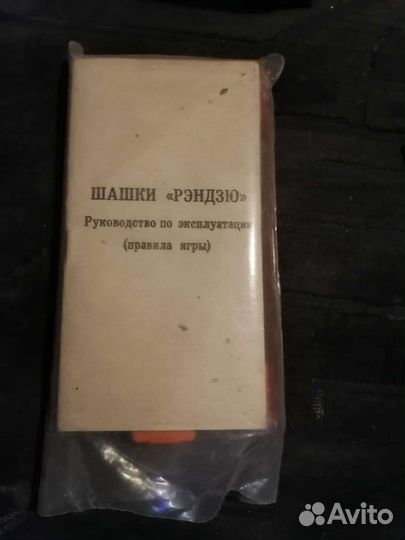 ШАШКИ «РЭНДЗЮ»
Руководство по эксплуатации
(правила игры)
Avito